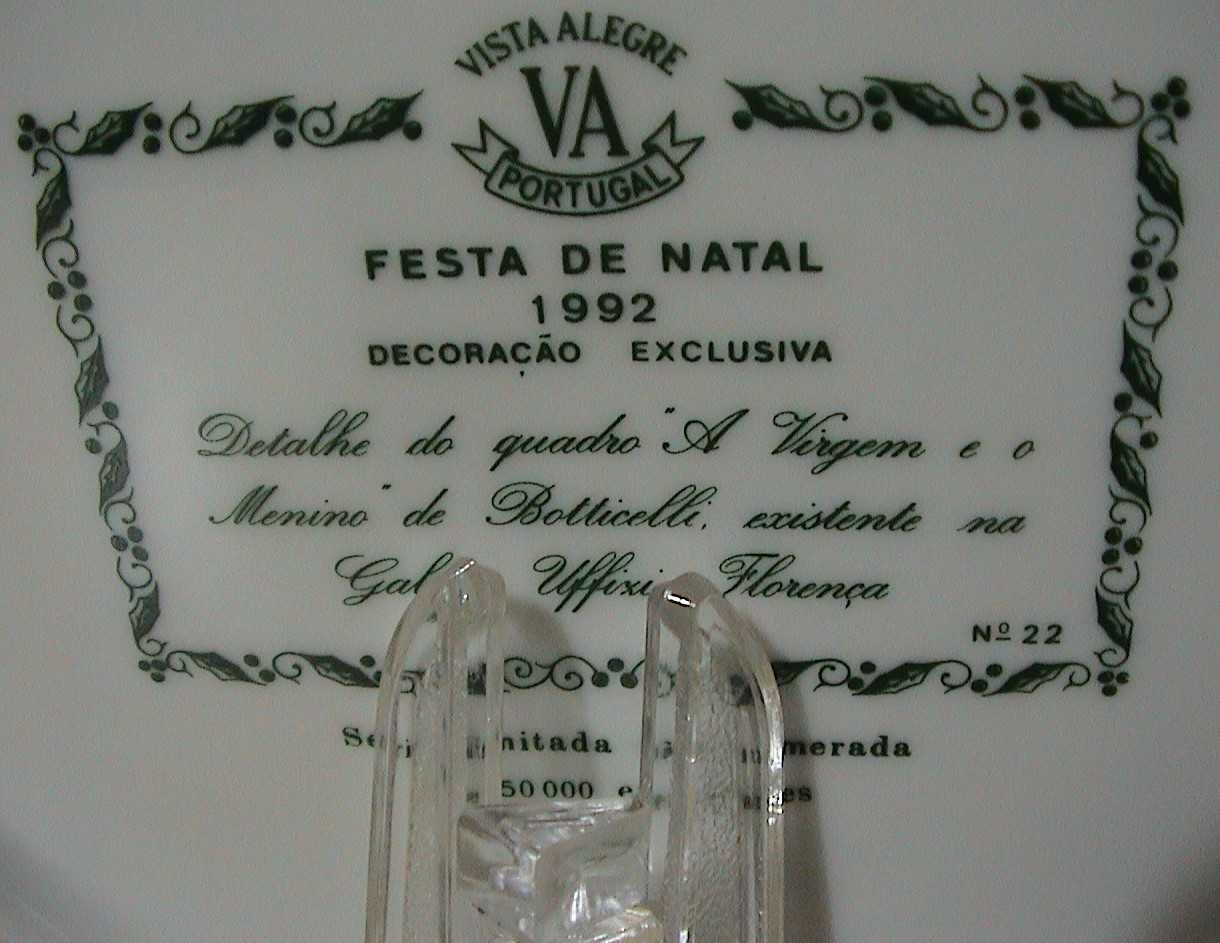 VISTA ALEGRE
VA
PORTUGAL
FESTA DE NATAL
1992
DECORAÇÃO EXCLUSIVA
Detalhe do quadro "A Virgem e o
Menino" de Botticelli, existente na
Uffizi Florença
Nº 22
50 000